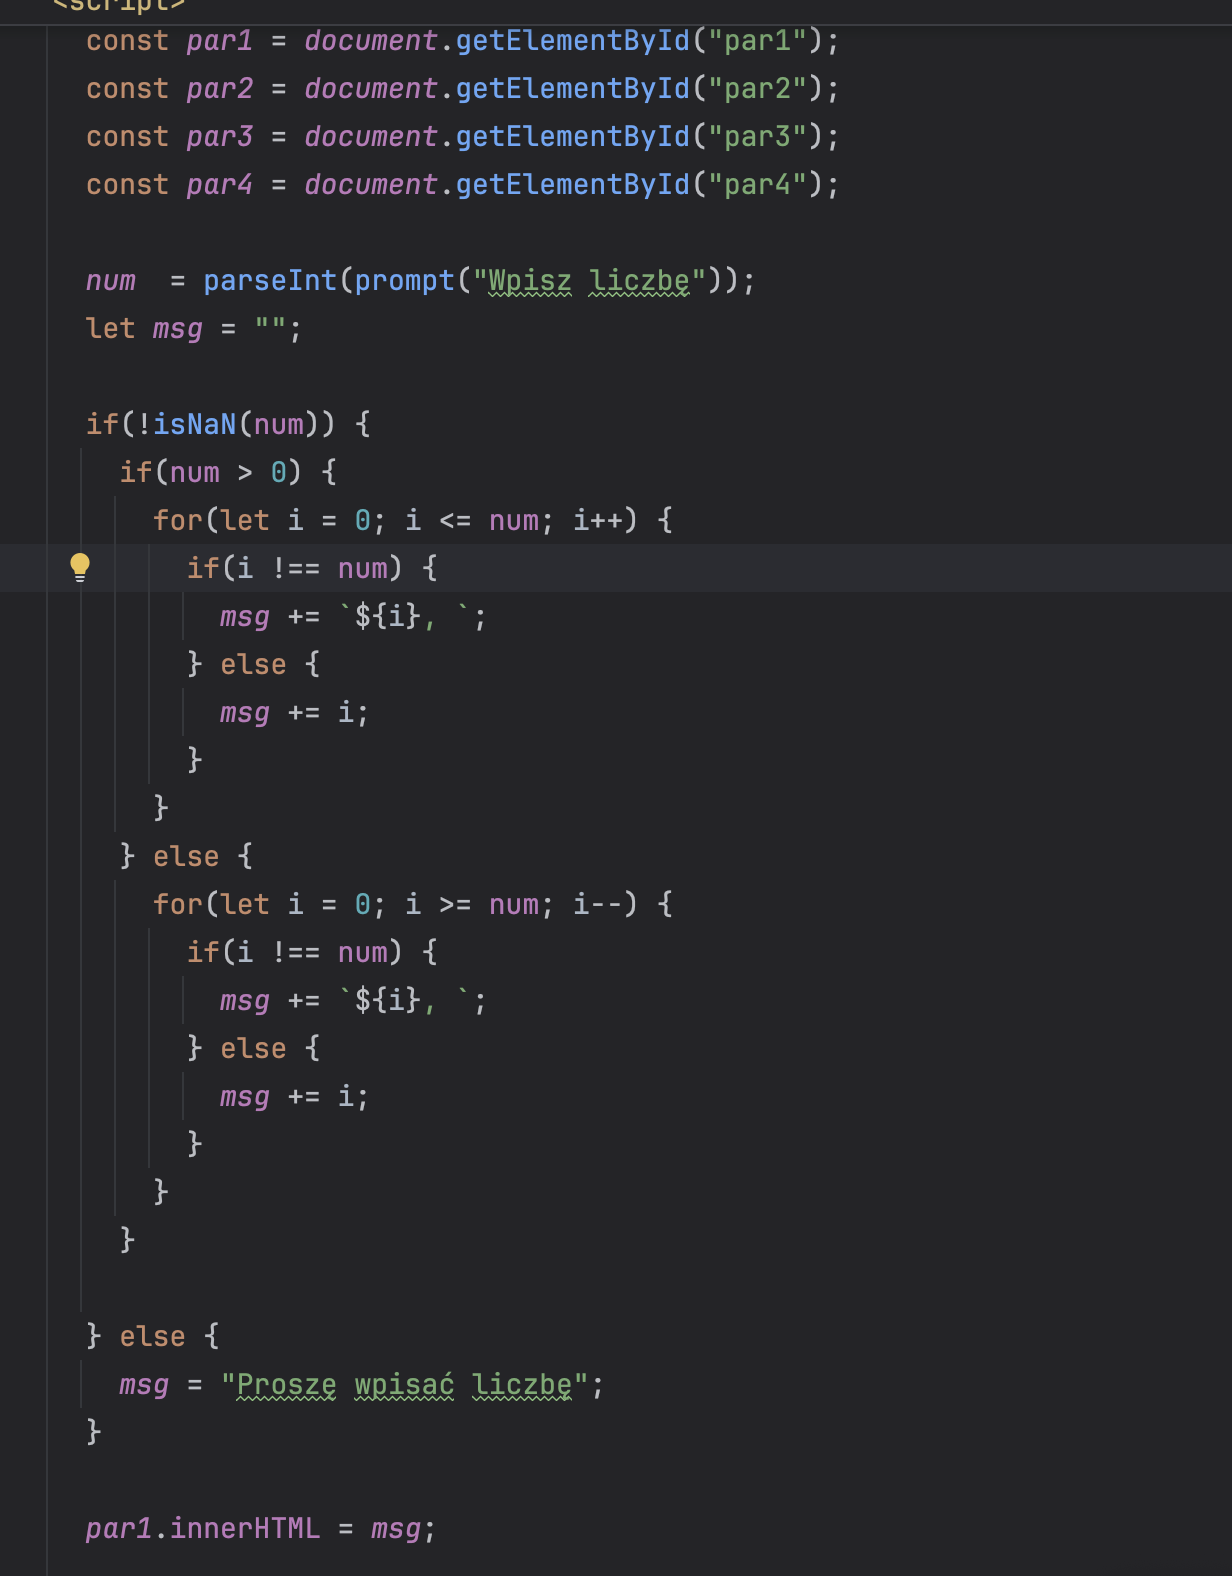 <script>
const par1 = document.getElementById("par1");
const par2 = document.getElementById("par2");
const par3 = document.getElementById("par3");
const par4 = document.getElementById("par4");
num  = parseInt(prompt("Wpisz liczbę"));
let msg = "";
if(!isNaN(num)) {
if(num > 0) {
for(let i = 0; i <= num; i++) {
if(i !== num) {
msg += `${i}, `;
} else {
msg += i;
}
}
} else {
for(let i = 0; i >= num; i--) {
if(i !== num) {
msg += `${i}, `;
} else {
msg += i;
}
}
}
} else {
msg = "Proszę wpisać liczbę";
}
par1.innerHTML = msg;